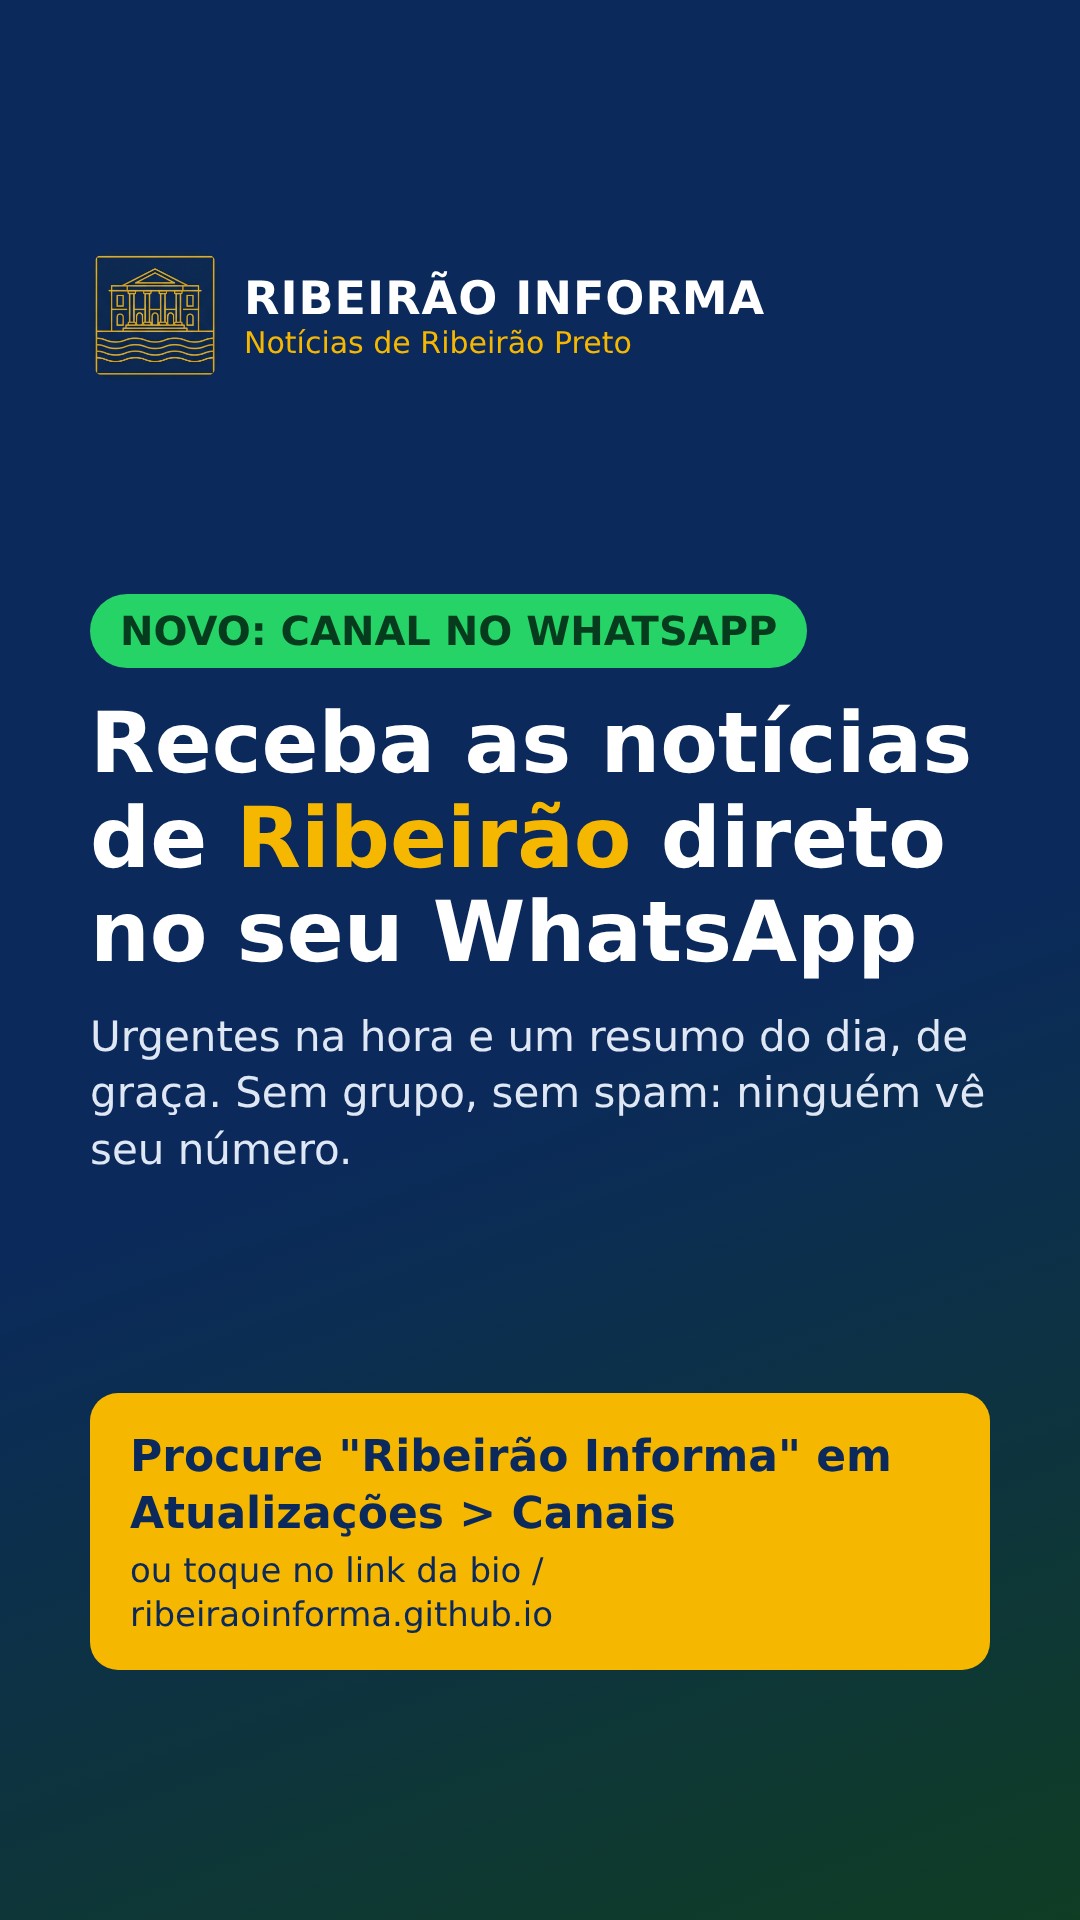 RIBEIRÃO INFORMA
Notícias de Ribeirão Preto
NOVO: CANAL NO WHATSAPP
Receba as notícias
de Ribeirão direto
no seu WhatsApp
Urgentes na hora e um resumo do dia, de
graça. Sem grupo, sem spam: ninguém vê
seu número.
Procure "Ribeirão Informa" em
Atualizações > Canais
ou toque no link da bio /
ribeiraoinforma.github.io